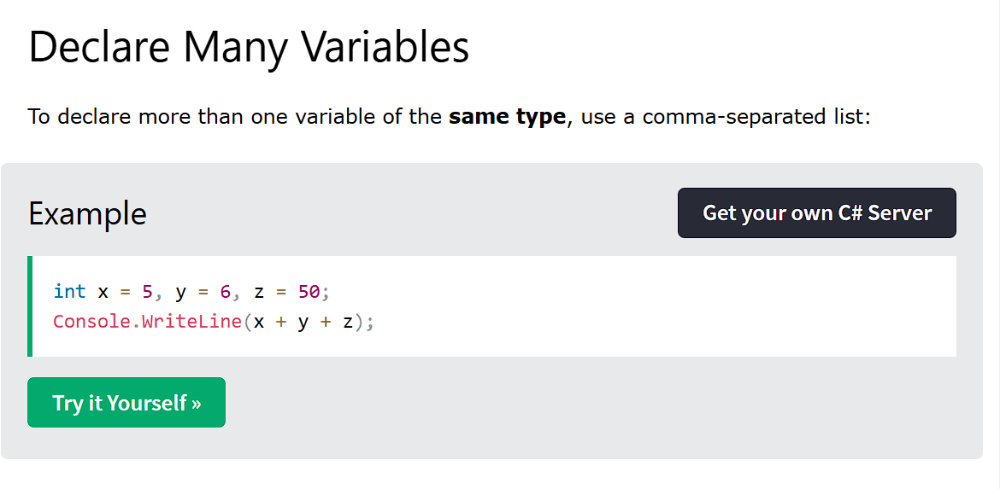 Declare Many Variables
To declare more than one variable of the same type, use a comma-separated list:
Example
Get your own C# Server
int x = 5, y = 6, z = 50;
Console.WriteLine(x + y + z);
Try it Yourself »